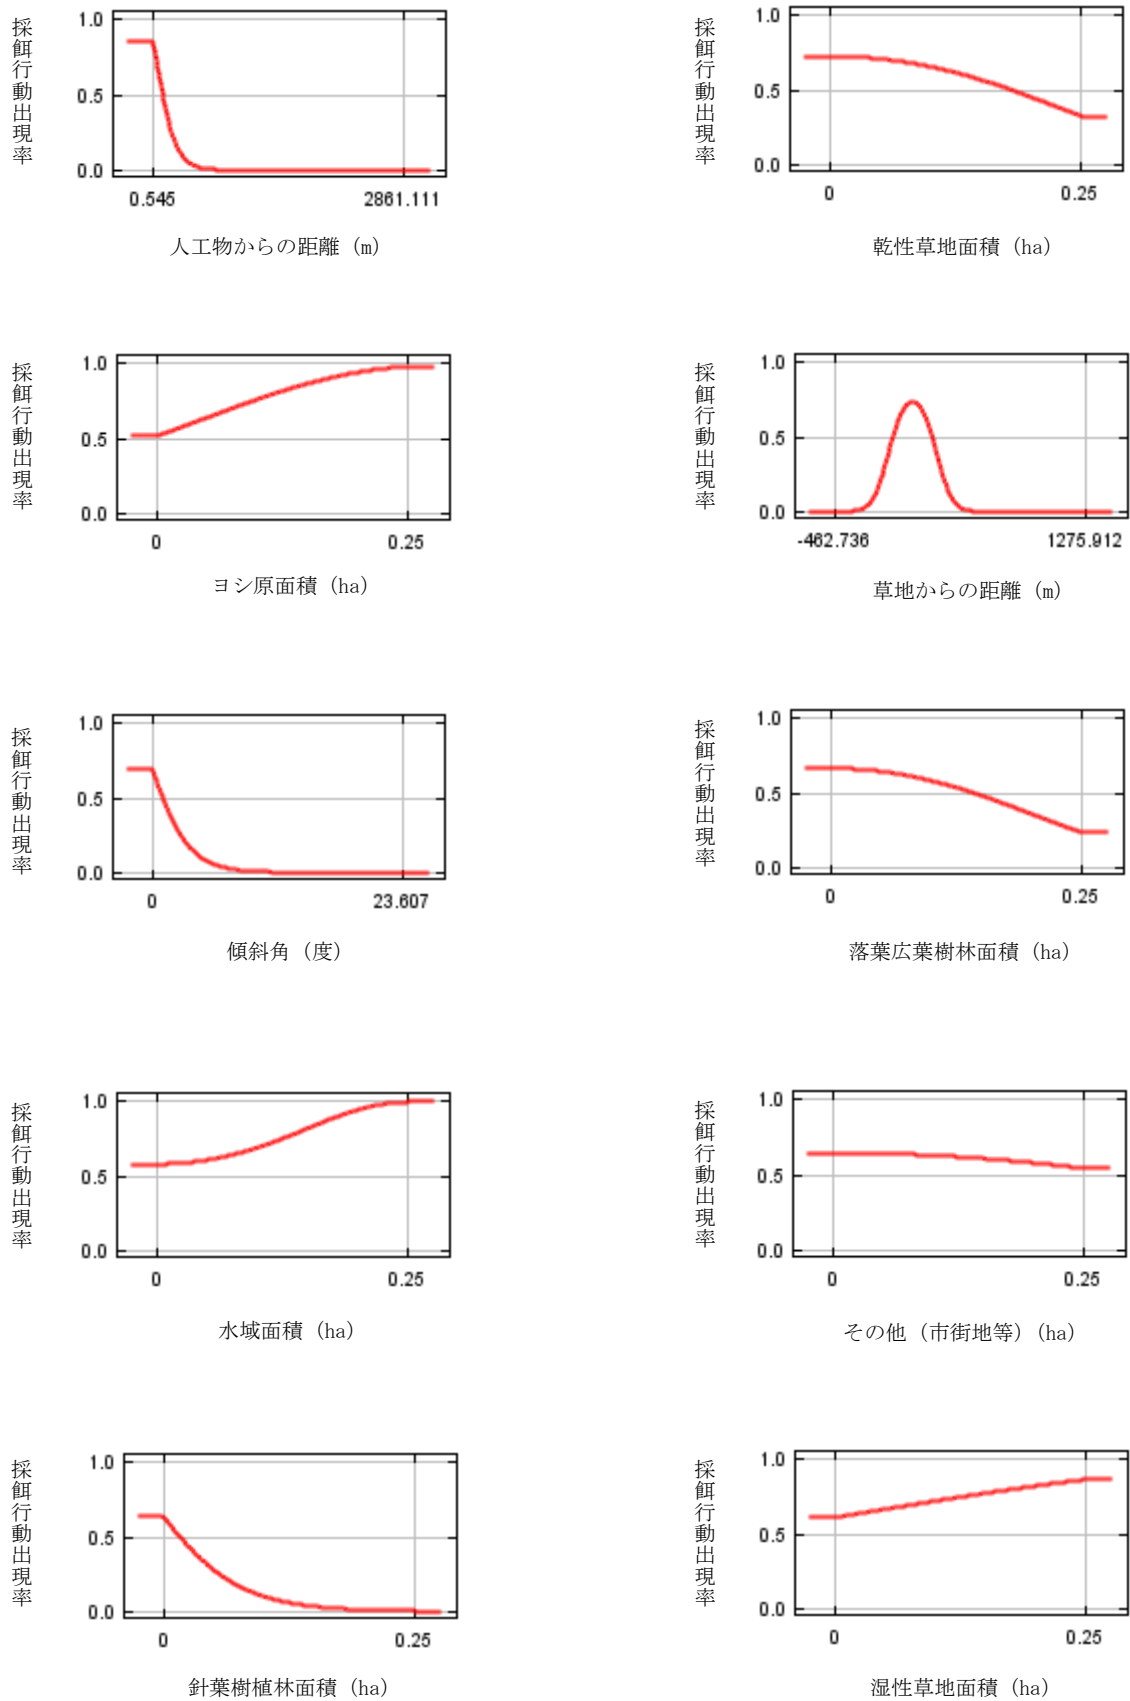 採餌行動出現率
1.0
0.5
0.0
0.545 2861.111
人工物からの距離 (m)
採餌行動出現率
1.0
0.5
0.0
0 0.25
乾性草地面積 (ha)
採餌行動出現率
1.0
0.5
0.0
0 0.25
ヨシ原面積 (ha)
採餌行動出現率
1.0
0.5
0.0
-462.736 1275.912
草地からの距離 (m)
採餌行動出現率
1.0
0.5
0.0
0 23.607
傾斜角 (度)
採餌行動出現率
1.0
0.5
0.0
0 0.25
落葉広葉樹林面積 (ha)
採餌行動出現率
1.0
0.5
0.0
0 0.25
水域面積 (ha)
採餌行動出現率
1.0
0.5
0.0
0 0.25
その他 (市街地等) (ha)
採餌行動出現率
1.0
0.5
0.0
0 0.25
針葉樹植林面積 (ha)
採餌行動出現率
1.0
0.5
0.0
0 0.25
湿性草地面積 (ha)